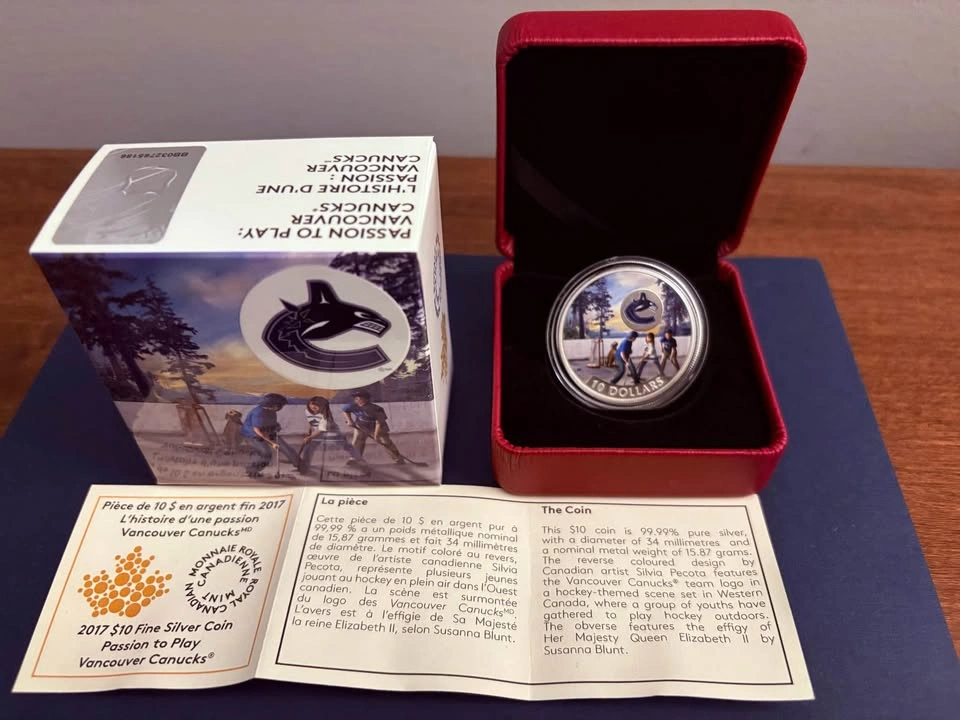 BD032785186
PASSION TO PLAY:
VANCOUVER
CANUCKS®
L'HISTOIRE D'UNE
PASSION :
VANCOUVER
CANUCKS™
10 DOLLARS
Pièce de 10 $ en argent fin 2017
L'histoire d'une passion
Vancouver Canucksᴹᴰ
MONNAIE ROYALE CANADIENNE
ROYAL CANADIAN MINT
2017 $10 Fine Silver Coin
Passion to Play
Vancouver Canucks®
La pièce
Cette pièce de 10 $ en argent pur à
99,99 % a un poids métallique nominal
de 15,87 grammes et fait 34 millimètres
de diamètre. Le motif coloré au revers,
œuvre de l'artiste canadienne Silvia
Pecota, représente plusieurs jeunes
jouant au hockey en plein air dans l'Ouest
canadien. La scène est surmontée
du logo des Vancouver Canucksᴹᴰ.
L'avers est à l'effigie de Sa Majesté
la reine Elizabeth II, selon Susanna Blunt.
The Coin
This $10 coin is 99.99% pure silver,
with a diameter of 34 millimetres and
a nominal metal weight of 15.87 grams.
The reverse coloured design by
Canadian artist Silvia Pecota features
the Vancouver Canucks® team logo in
a hockey-themed scene set in Western
Canada, where a group of youths have
gathered to play hockey outdoors.
The obverse features the effigy of
Her Majesty Queen Elizabeth II by
Susanna Blunt.